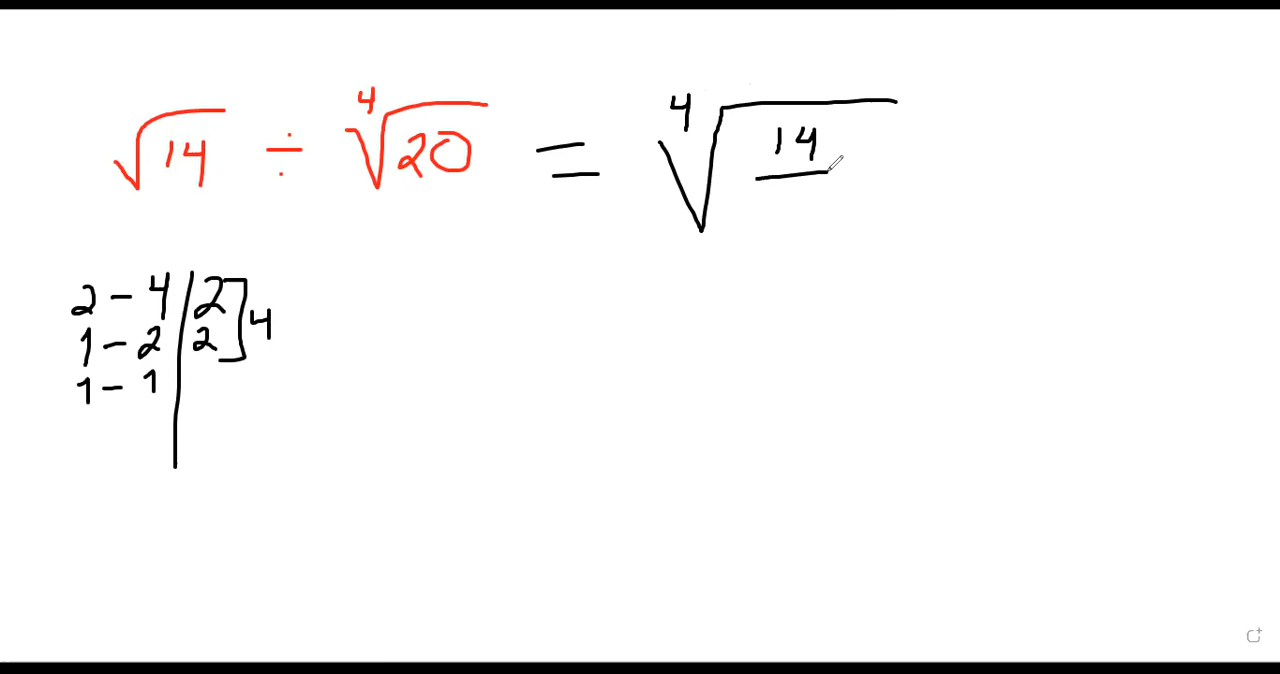 √14 ÷ ⁴√20 = ⁴√14
2 - 4 | 2
1 - 2 | 2 ] 4
1 - 1 |